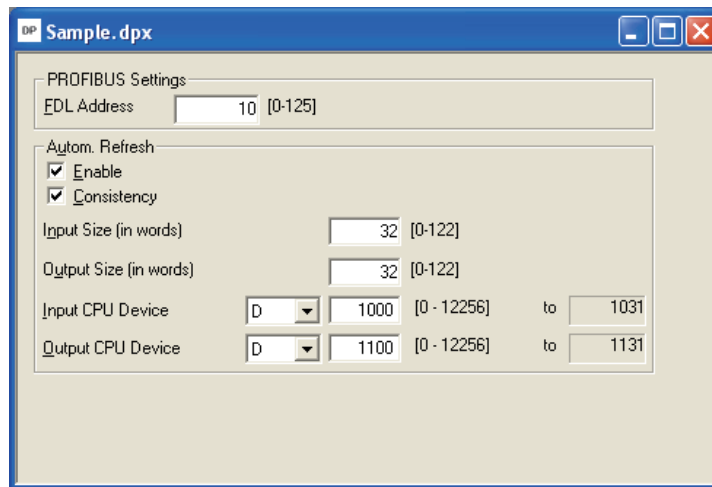 DP Sample.dpx
PROFIBUS Settings
FDL Address 10 [0-125]
Autom. Refresh
Enable
Consistency
Input Size (in words) 32 [0-122]
Output Size (in words) 32 [0-122]
Input CPU Device D 1000 [0 - 12256] to 1031
Output CPU Device D 1100 [0 - 12256] to 1131